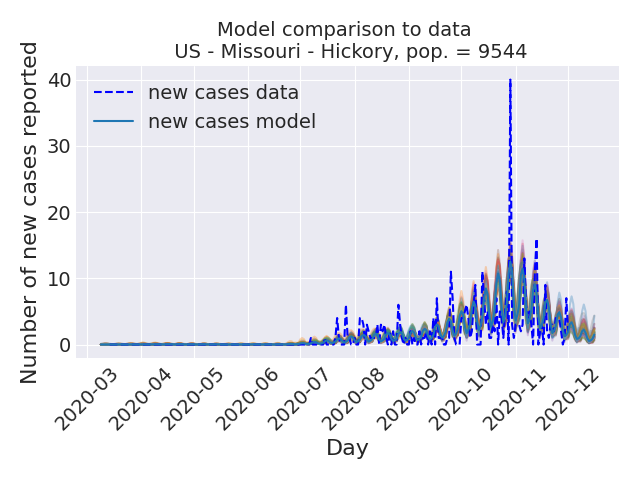 Model comparison to data
US - Missouri - Hickory, pop. = 9544
Number of new cases reported
40
30
20
10
0
new cases data
new cases model
2020-03
2020-04
2020-05
2020-06
2020-07
2020-08
2020-09
2020-10
2020-11
2020-12
Day